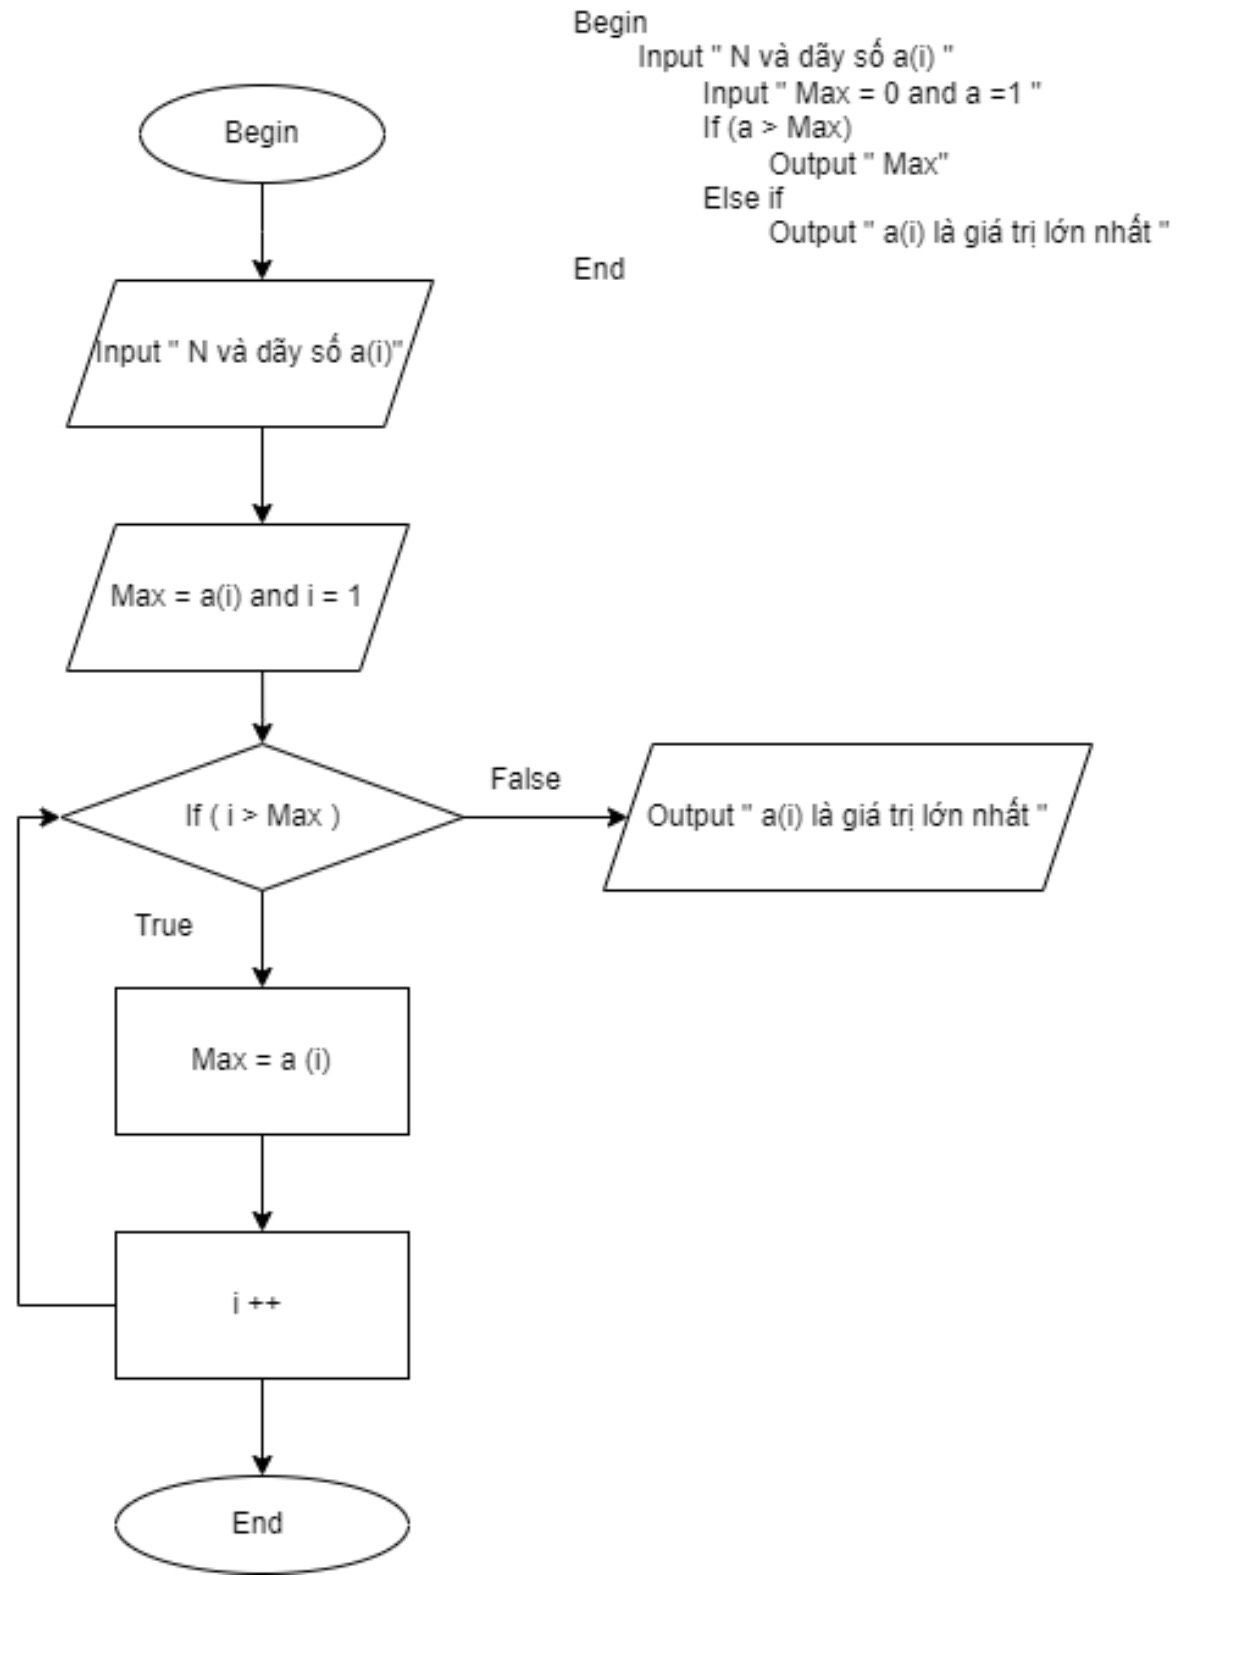 Begin
Input " N và dãy số a(i) "
Input " Max = 0 and a =1 "
If (a > Max)
Output " Max"
Else if
Output " a(i) là giá trị lớn nhất "
End
Begin
Input " N và dãy số a(i)"
Max = a(i) and i = 1
If ( i > Max )
False
Output " a(i) là giá trị lớn nhất "
True
Max = a (i)
i ++
End